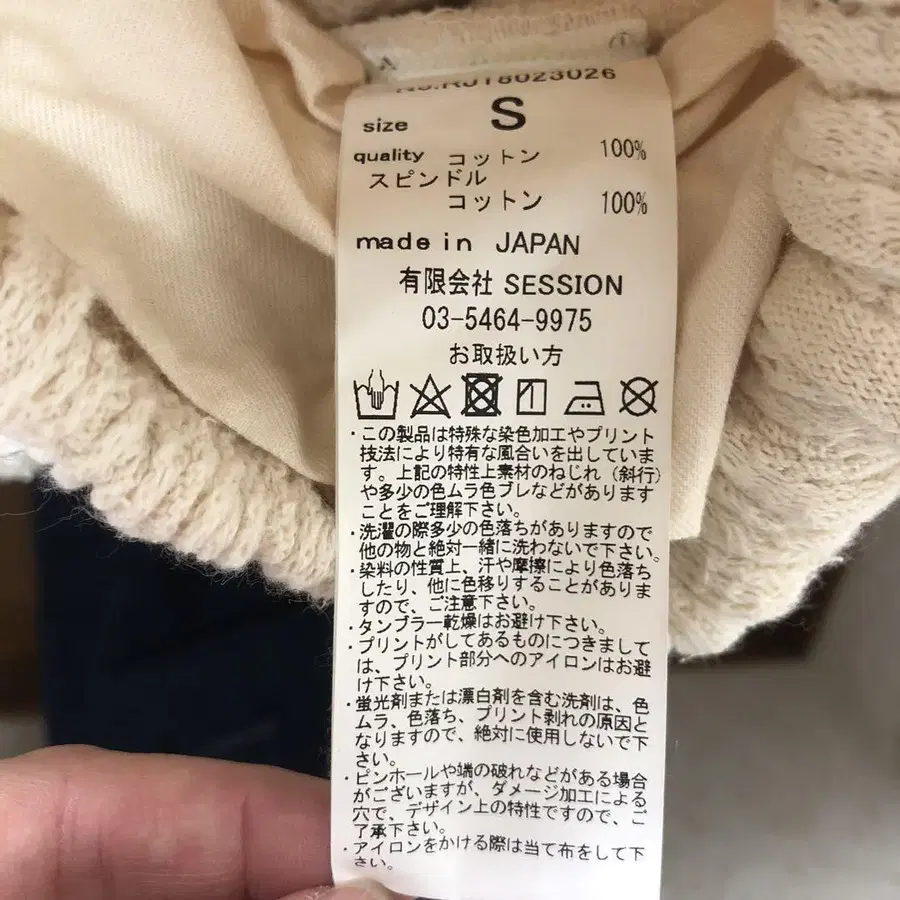 No.RJ18023026
size S
quality コットン 100%
スピンドル
コットン 100%
made in JAPAN
有限会社 SESSION
03-5464-9975
お取扱い方
・この製品は特殊な染色加工やプリント
技法により特有な風合いを出していま
す。上記の特性上素材のねじれ（斜行）
や多少の色ムラ色ブレなどがあります
ことをご理解下さい。
・洗濯の際多少の色落ちがありますので
他の物と絶対一緒に洗わないで下さい。
・染料の性質上、汗や摩擦により色落ち
したり、他に色移りすることがありま
すので、ご注意下さい。
・タンブラー乾燥はお避け下さい。
・プリントがしてあるものにつきまして
は、プリント部分へのアイロンはお避
け下さい。
・蛍光剤または漂白剤を含む洗剤は、色
ムラ、色落ち、プリント剥れの原因と
なりますので、絶対に使用しないで下
さい。
・ピンホールや端の破れなどがある場合
がございますが、ダメージ加工による
穴で、デザイン上の特性ですので、ご
了承下さい。
・アイロンをかける際は当て布をして下
さい。